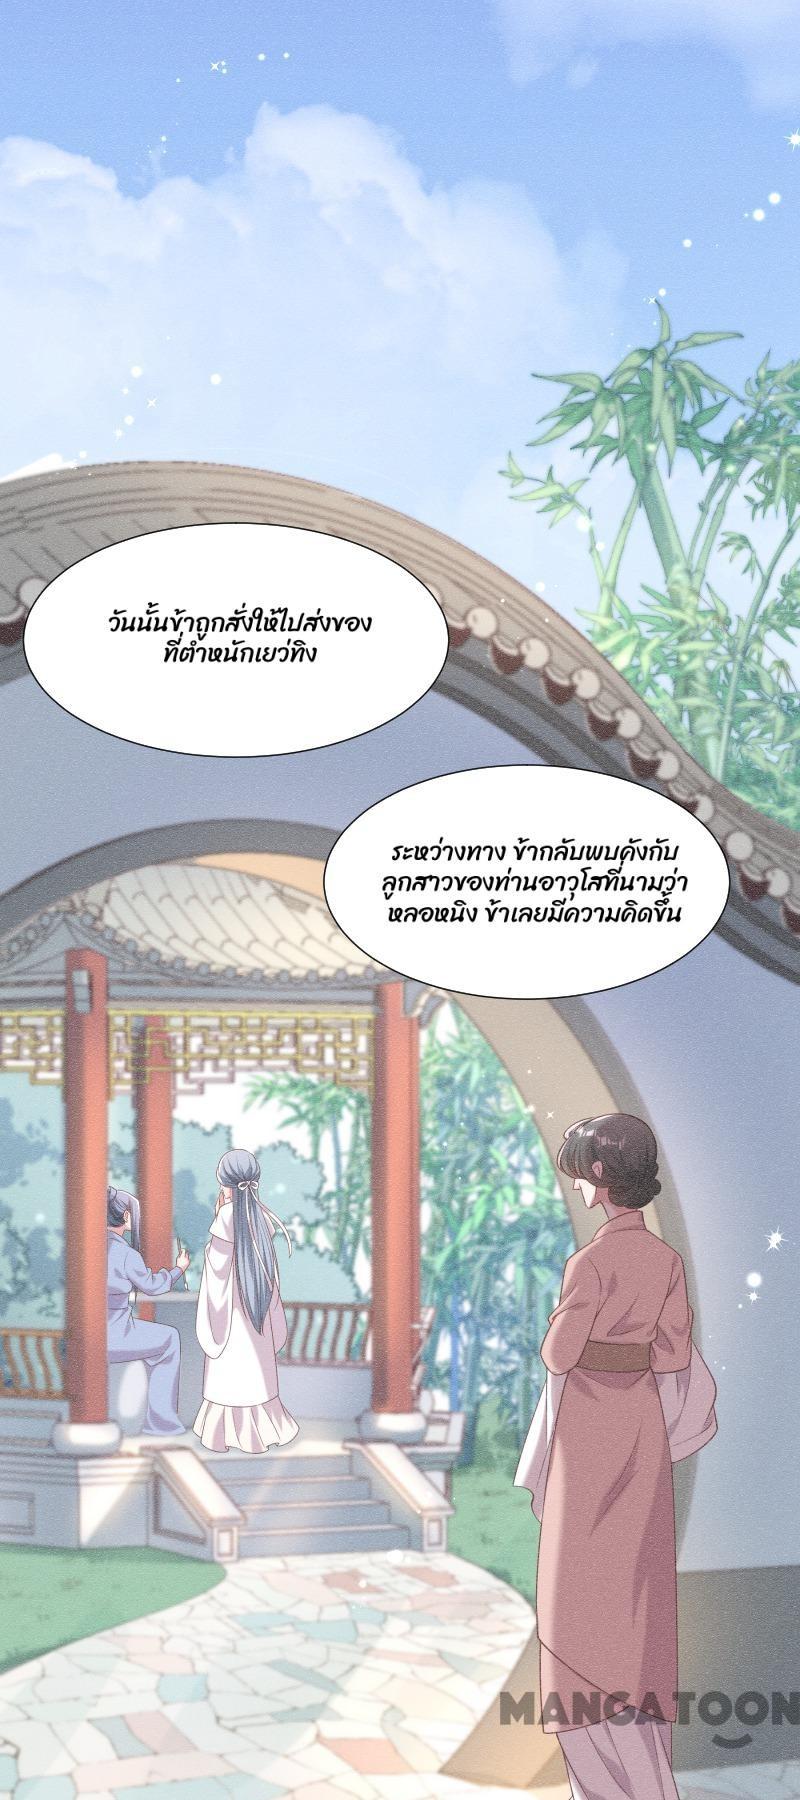 วันนั้นข้าถูกสั่งให้ไปส่งของ
ที่ตำหนักเยว่ทิง
ระหว่างทาง ข้ากลับพบคังกับ
ลูกสาวของท่านอาวุโสที่นามว่า
หลอหนิง ข้าเลยมีความคิดขึ้น
MANGATOON